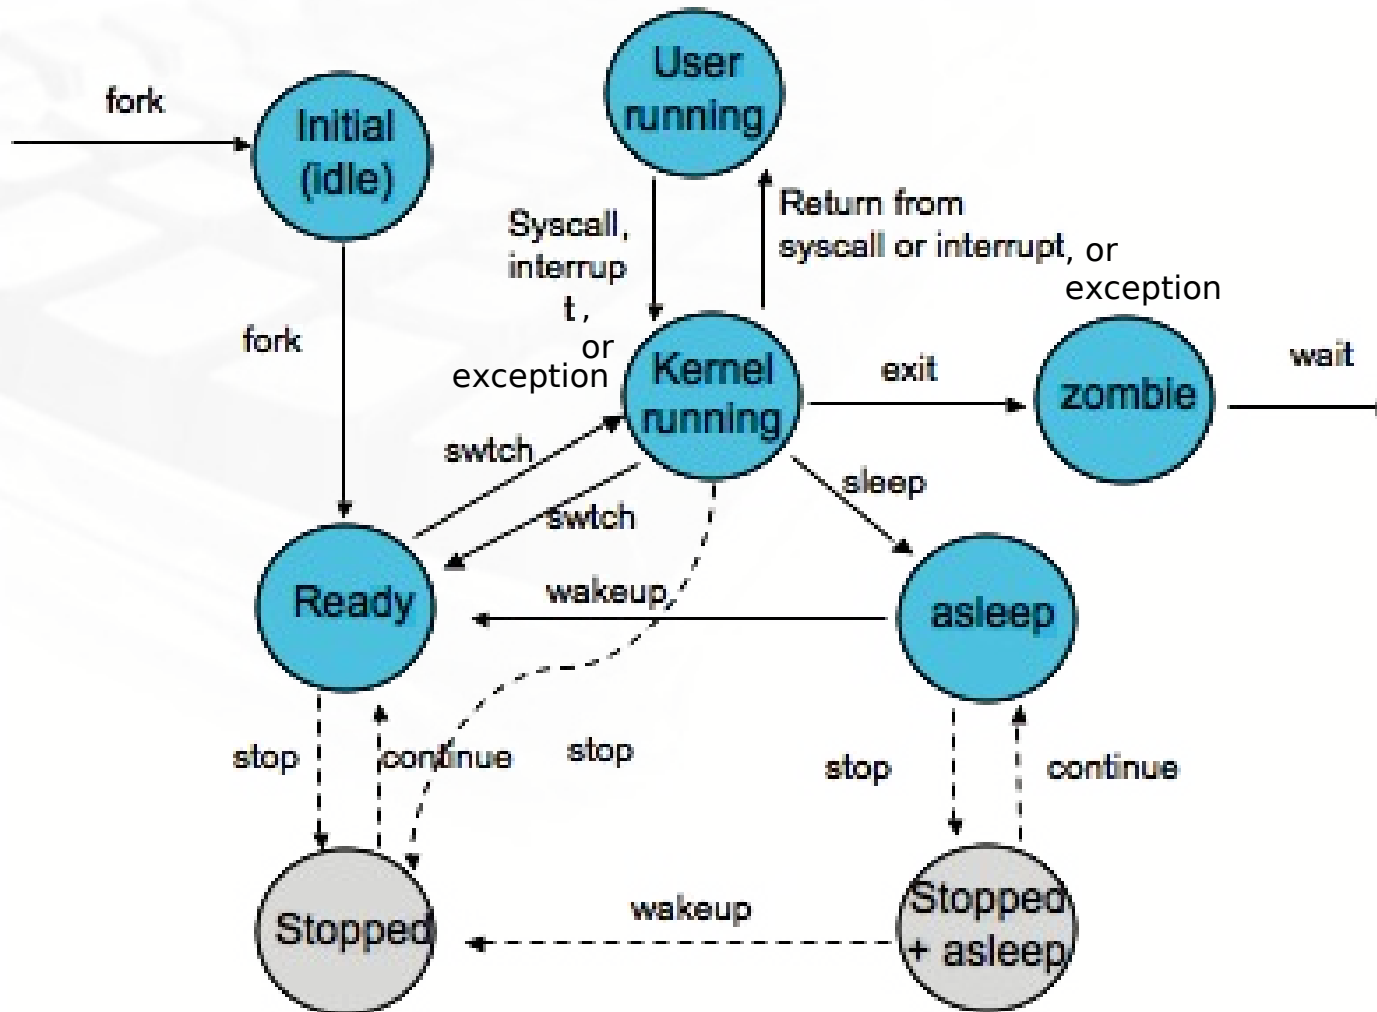 fork
Initial
(idle)
User
running
Syscall,
interrup
t,
or
exception
Return from
syscall or interrupt, or
exception
fork
Kernel
running
exit
zombie
wait
swtch
swtch
sleep
Ready
wakeup
asleep
stop
continue
stop
stop
continue
Stopped
wakeup
Stopped
+ asleep